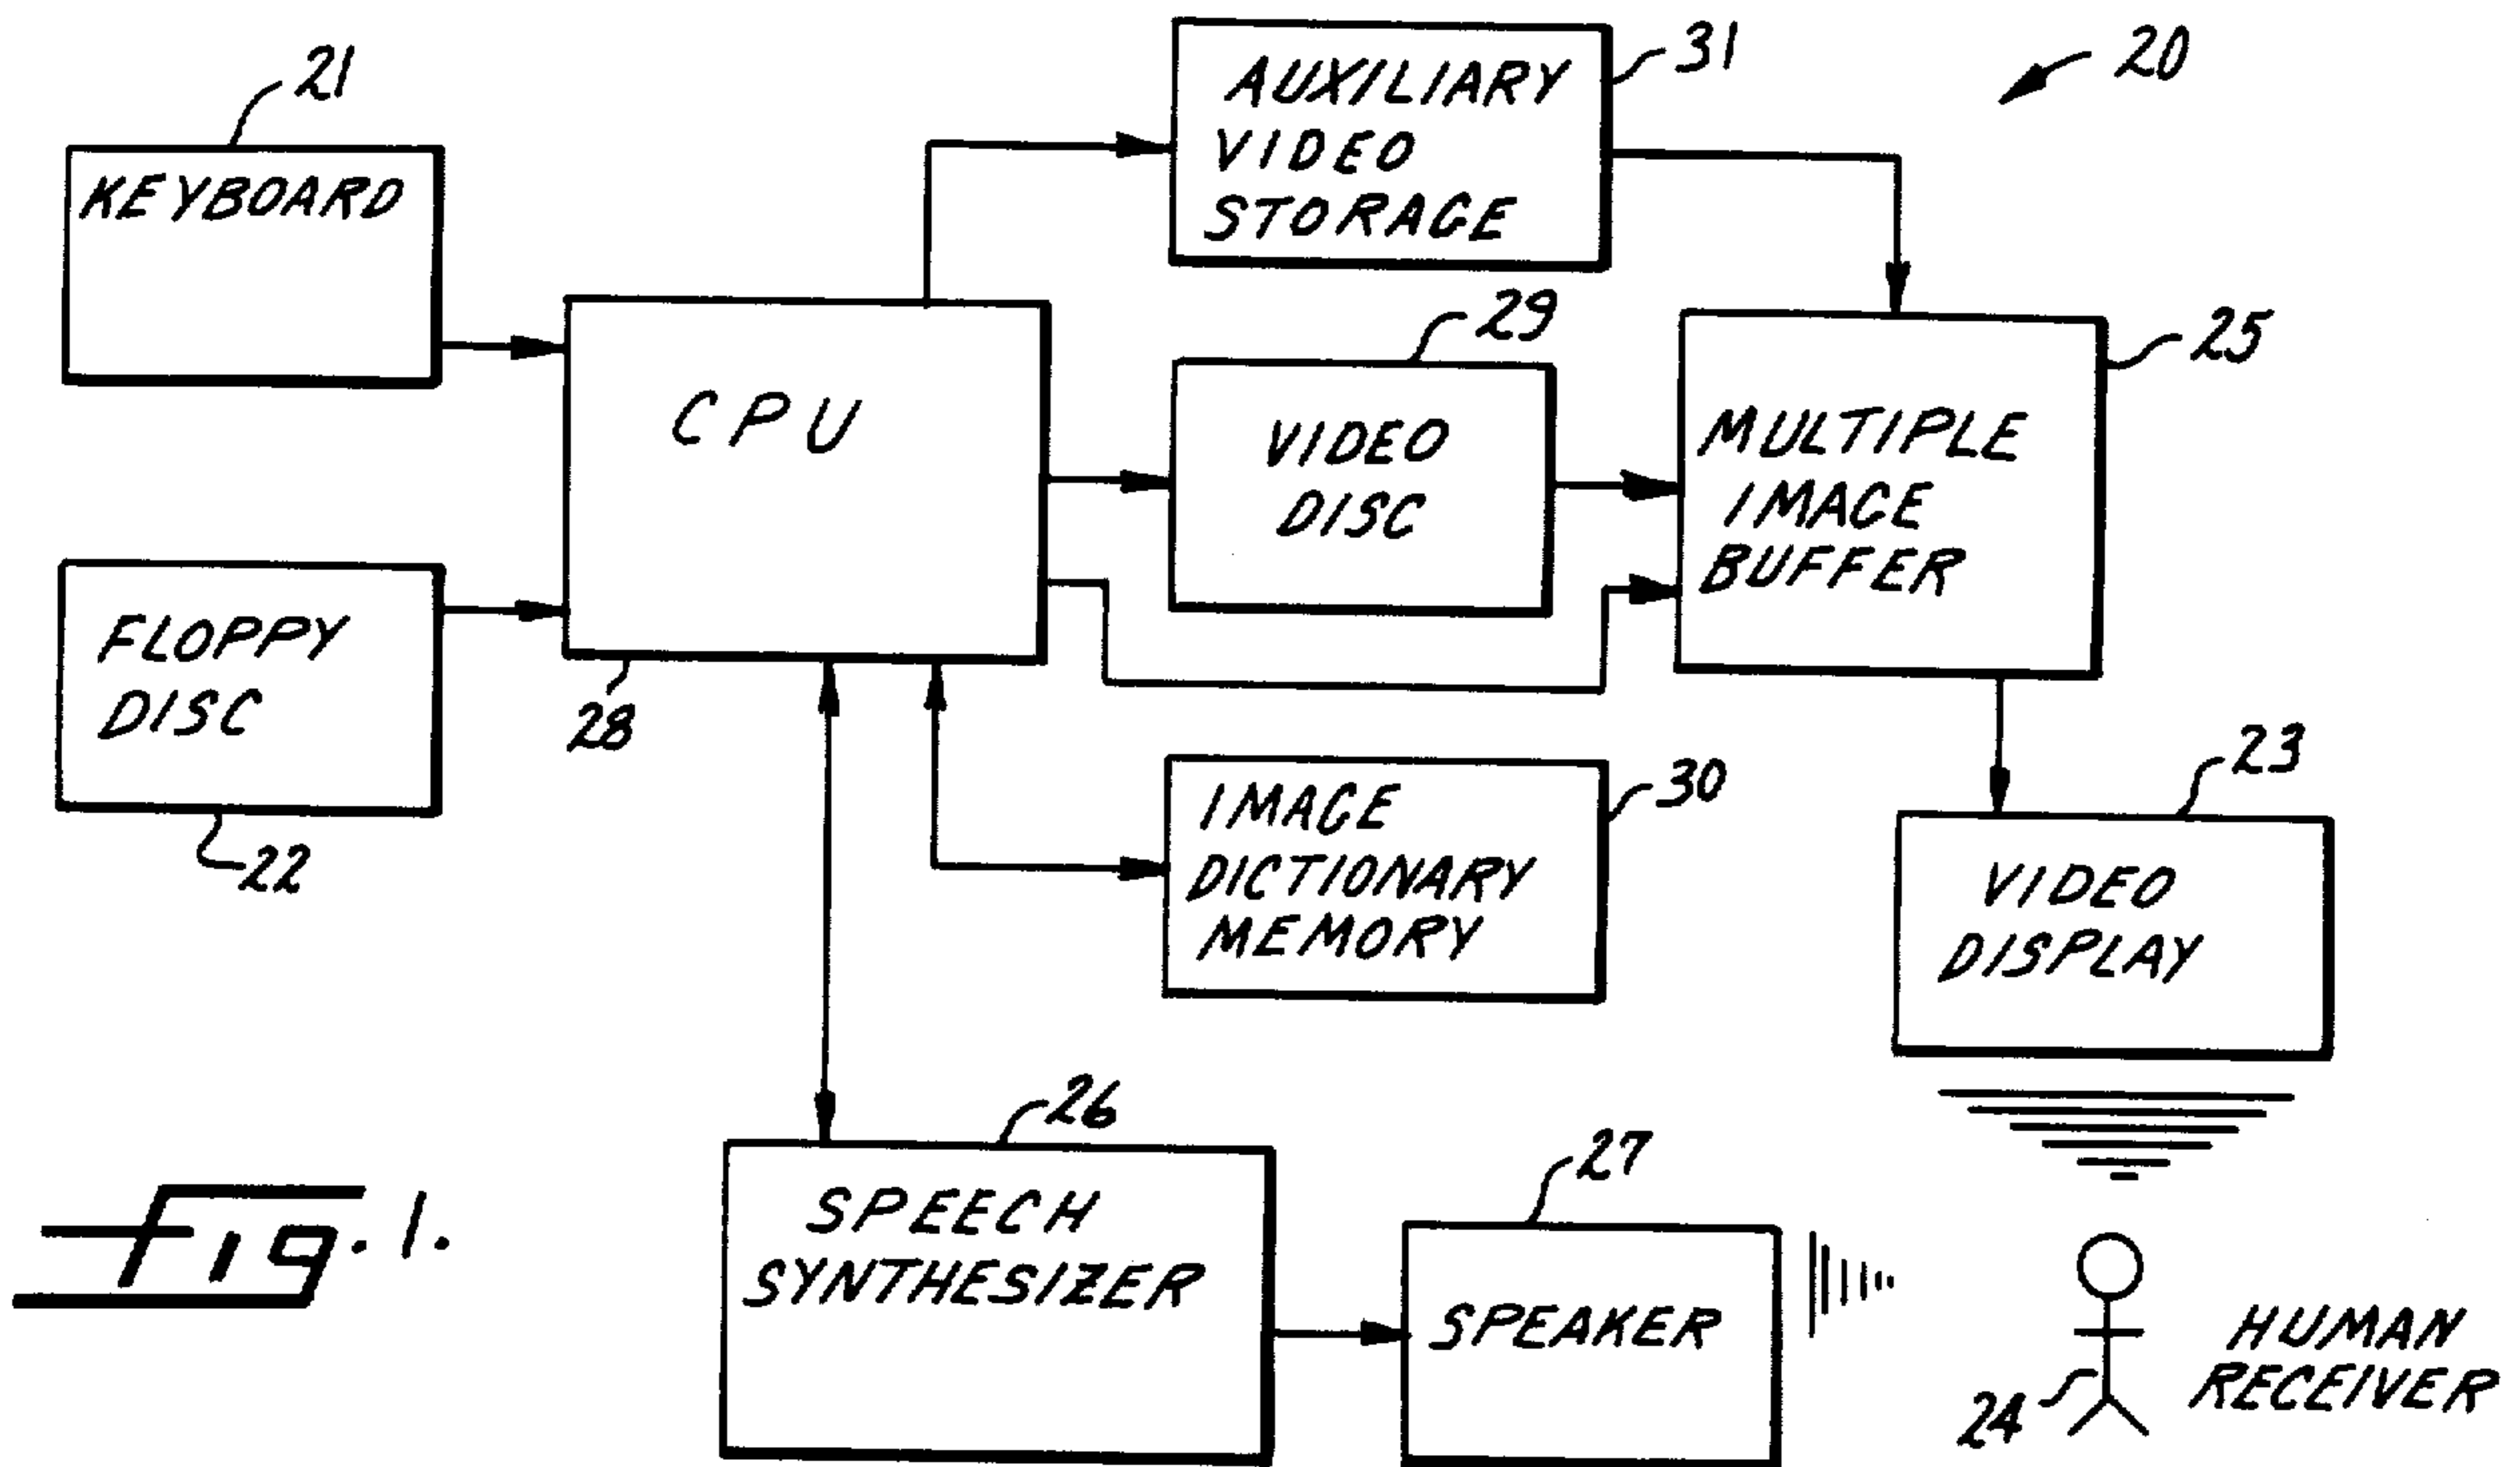 21
KEYBOARD
AUXILIARY
VIDEO
STORAGE
31
20
CPU
28
29
VIDEO
DISC
25
MULTIPLE
IMAGE
BUFFER
FLOPPY
DISC
22
IMAGE
DICTIONARY
MEMORY
30
23
VIDEO
DISPLAY
26
SPEECH
SYNTHESIZER
27
SPEAKER
HUMAN
RECEIVER
24
Fig. 1.